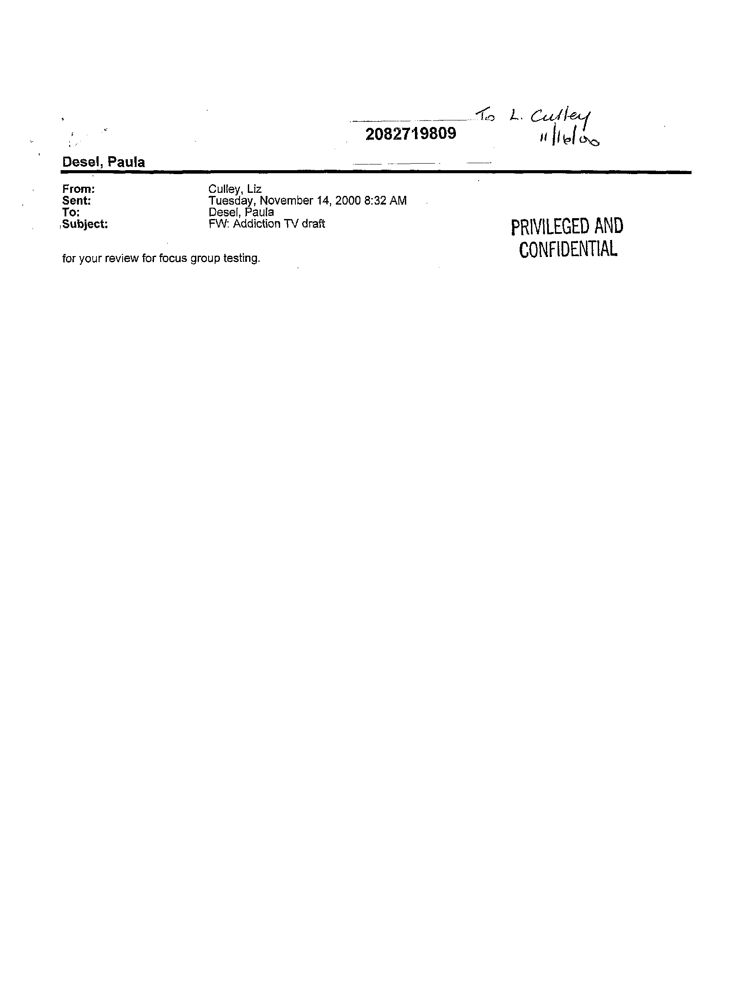 To L. Culley
2082719809
11/16/00
Desel, Paula
From: Culley, Liz
Sent: Tuesday, November 14, 2000 8:32 AM
To: Desel, Paula
Subject: FW: Addiction TV draft
PRIVILEGED AND
CONFIDENTIAL
for your review for focus group testing.